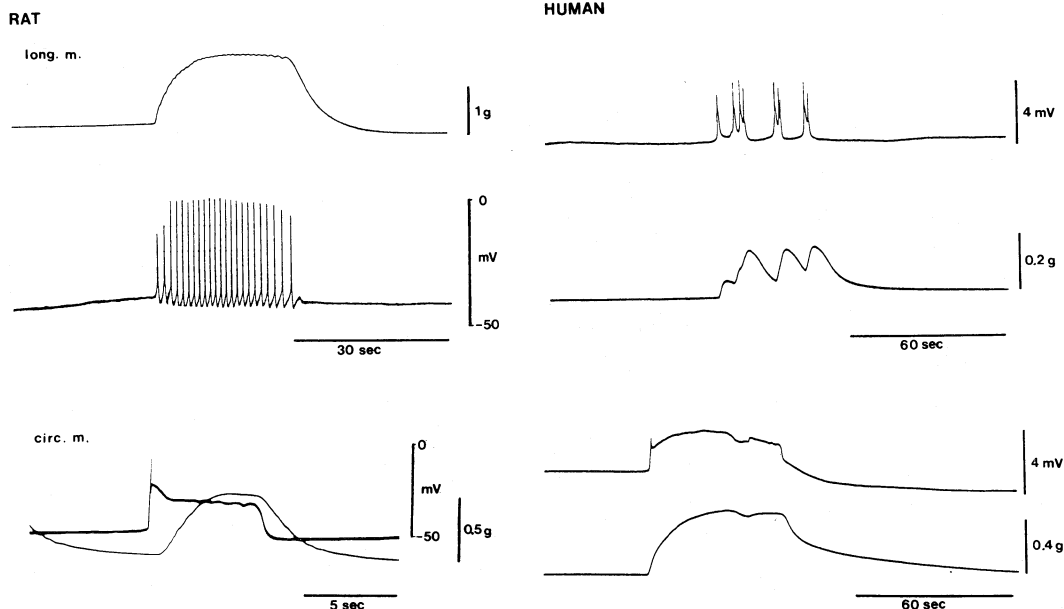 RAT
long. m.
1g
0
mV
-50
30 sec
circ. m.
0
mV
-50
0.5g
5 sec
HUMAN
4 mV
0.2 g
60 sec
4 mV
0.4 g
60 sec